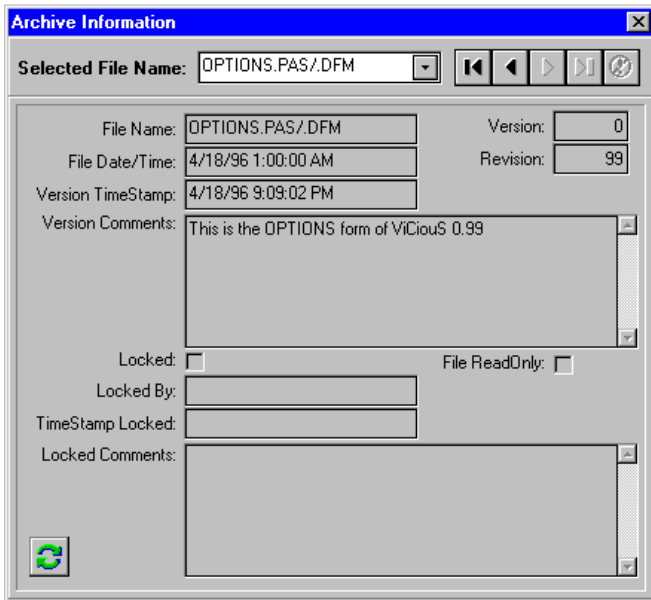 Archive Information
Selected File Name: OPTIONS.PAS/.DFM
File Name: OPTIONS.PAS/.DFM Version: 0
File Date/Time: 4/18/96 1:00:00 AM Revision: 99
Version TimeStamp: 4/18/96 9:09:02 PM
Version Comments: This is the OPTIONS form of ViCiouS 0.99
Locked: File ReadOnly:
Locked By:
TimeStamp Locked:
Locked Comments: